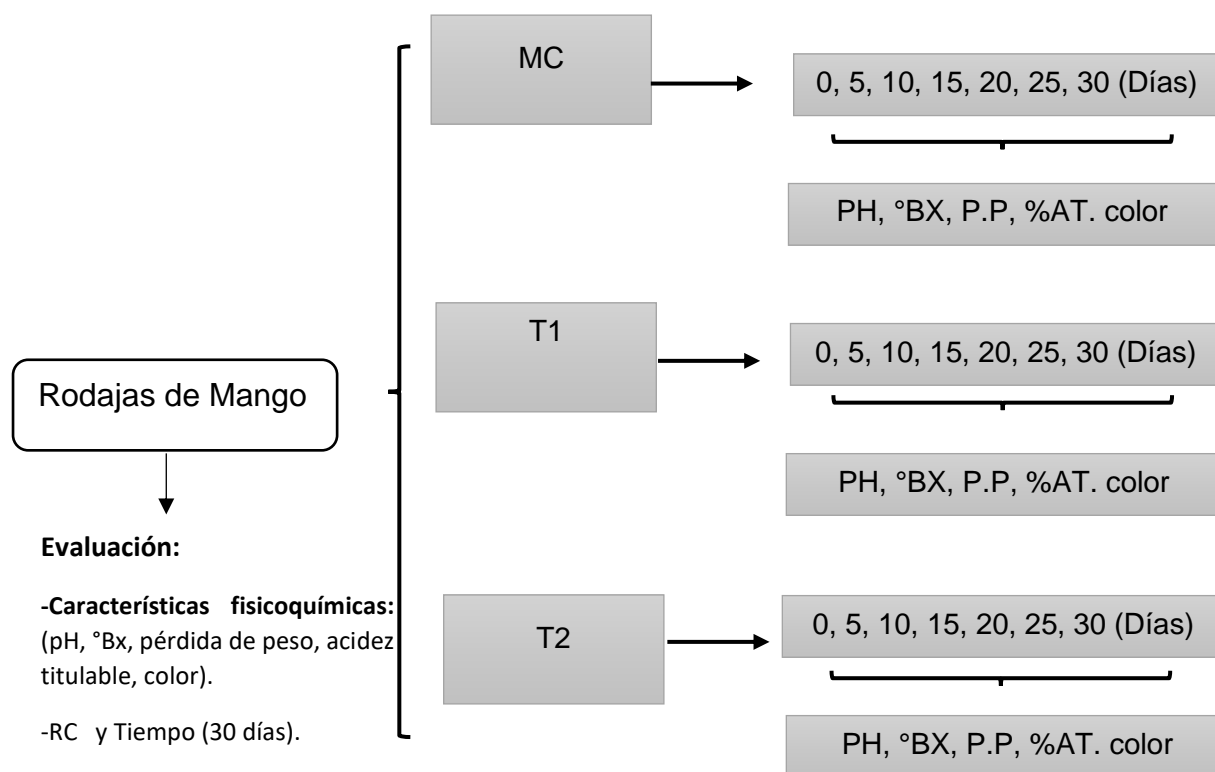 MC
0, 5, 10, 15, 20, 25, 30 (Días)
PH, °BX, P.P, %AT. color
T1
0, 5, 10, 15, 20, 25, 30 (Días)
PH, °BX, P.P, %AT. color
Rodajas de Mango
Evaluación:
-Características fisicoquímicas:
(pH, °Bx, pérdida de peso, acidez
titulable, color).
-RC y Tiempo (30 días).
T2
0, 5, 10, 15, 20, 25, 30 (Días)
PH, °BX, P.P, %AT. color